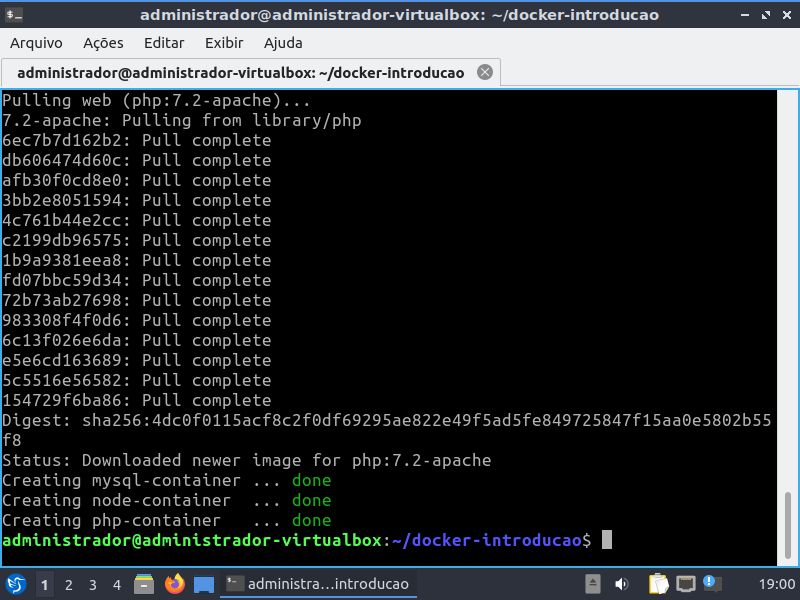 administrador@administrador-virtualbox: ~/docker-introducao
Arquivo Ações Editar Exibir Ajuda
administrador@administrador-virtualbox: ~/docker-introducao
Pulling web (php:7.2-apache)...
7.2-apache: Pulling from library/php
6ec7b7d162b2: Pull complete
db606474d60c: Pull complete
afb30f0cd8e0: Pull complete
3bb2e8051594: Pull complete
4c761b44e2cc: Pull complete
c2199db96575: Pull complete
1b9a9381eea8: Pull complete
fd07bbc59d34: Pull complete
72b73ab27698: Pull complete
983308f4f0d6: Pull complete
6c13f026e6da: Pull complete
e5e6cd163689: Pull complete
5c5516e56582: Pull complete
154729f6ba86: Pull complete
Digest: sha256:4dc0f0115acf8c2f0df69295ae822e49f5ad5fe849725847f15aa0e5802b55
f8
Status: Downloaded newer image for php:7.2-apache
Creating mysql-container ... done
Creating node-container ... done
Creating php-container ... done
administrador@administrador-virtualbox:~/docker-introducao$
1 2 3 4 administra…introducao 19:00